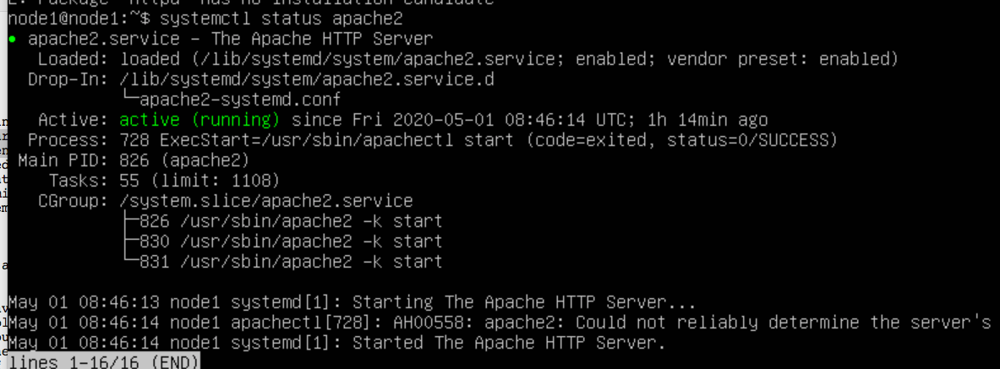 E: Package 'httpd' has no installation candidate
node1@node1:~$ systemctl status apache2
● apache2.service - The Apache HTTP Server
Loaded: loaded (/lib/systemd/system/apache2.service; enabled; vendor preset: enabled)
Drop-In: /lib/systemd/system/apache2.service.d
└─apache2-systemd.conf
Active: active (running) since Fri 2020-05-01 08:46:14 UTC; 1h 14min ago
Process: 728 ExecStart=/usr/sbin/apachectl start (code=exited, status=0/SUCCESS)
Main PID: 826 (apache2)
Tasks: 55 (limit: 1108)
CGroup: /system.slice/apache2.service
├─826 /usr/sbin/apache2 -k start
├─830 /usr/sbin/apache2 -k start
└─831 /usr/sbin/apache2 -k start
May 01 08:46:13 node1 systemd[1]: Starting The Apache HTTP Server...
May 01 08:46:14 node1 apachectl[728]: AH00558: apache2: Could not reliably determine the server's
May 01 08:46:14 node1 systemd[1]: Started The Apache HTTP Server.
lines 1-16/16 (END)